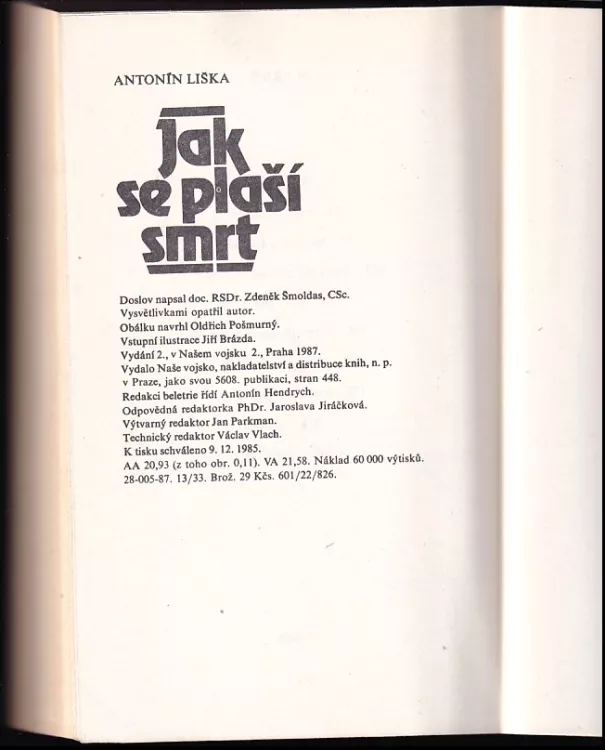 ANTONÍN LIŠKA
Jak
se plaší
smrt
Doslov napsal doc. RSDr. Zdeněk Šmoldas, CSc.
Vysvětlivkami opatřil autor.
Obálku navrhl Oldřich Pošmurný.
Vstupní ilustrace Jiří Brázda.
Vydání 2., v Našem vojsku 2., Praha 1987.
Vydalo Naše vojsko, nakladatelství a distribuce knih, n. p.
v Praze, jako svou 5608. publikaci, stran 448.
Redakci beletrie řídí Antonín Hendrych.
Odpovědná redaktorka PhDr. Jaroslava Jiráčková.
Výtvarný redaktor Jan Parkman.
Technický redaktor Václav Vlach.
K tisku schváleno 9. 12. 1985.
AA 20,93 (z toho obr. 0,11). VA 21,58. Náklad 60 000 výtisků.
28-005-87. 13/33. Brož. 29 Kčs. 601/22/826.